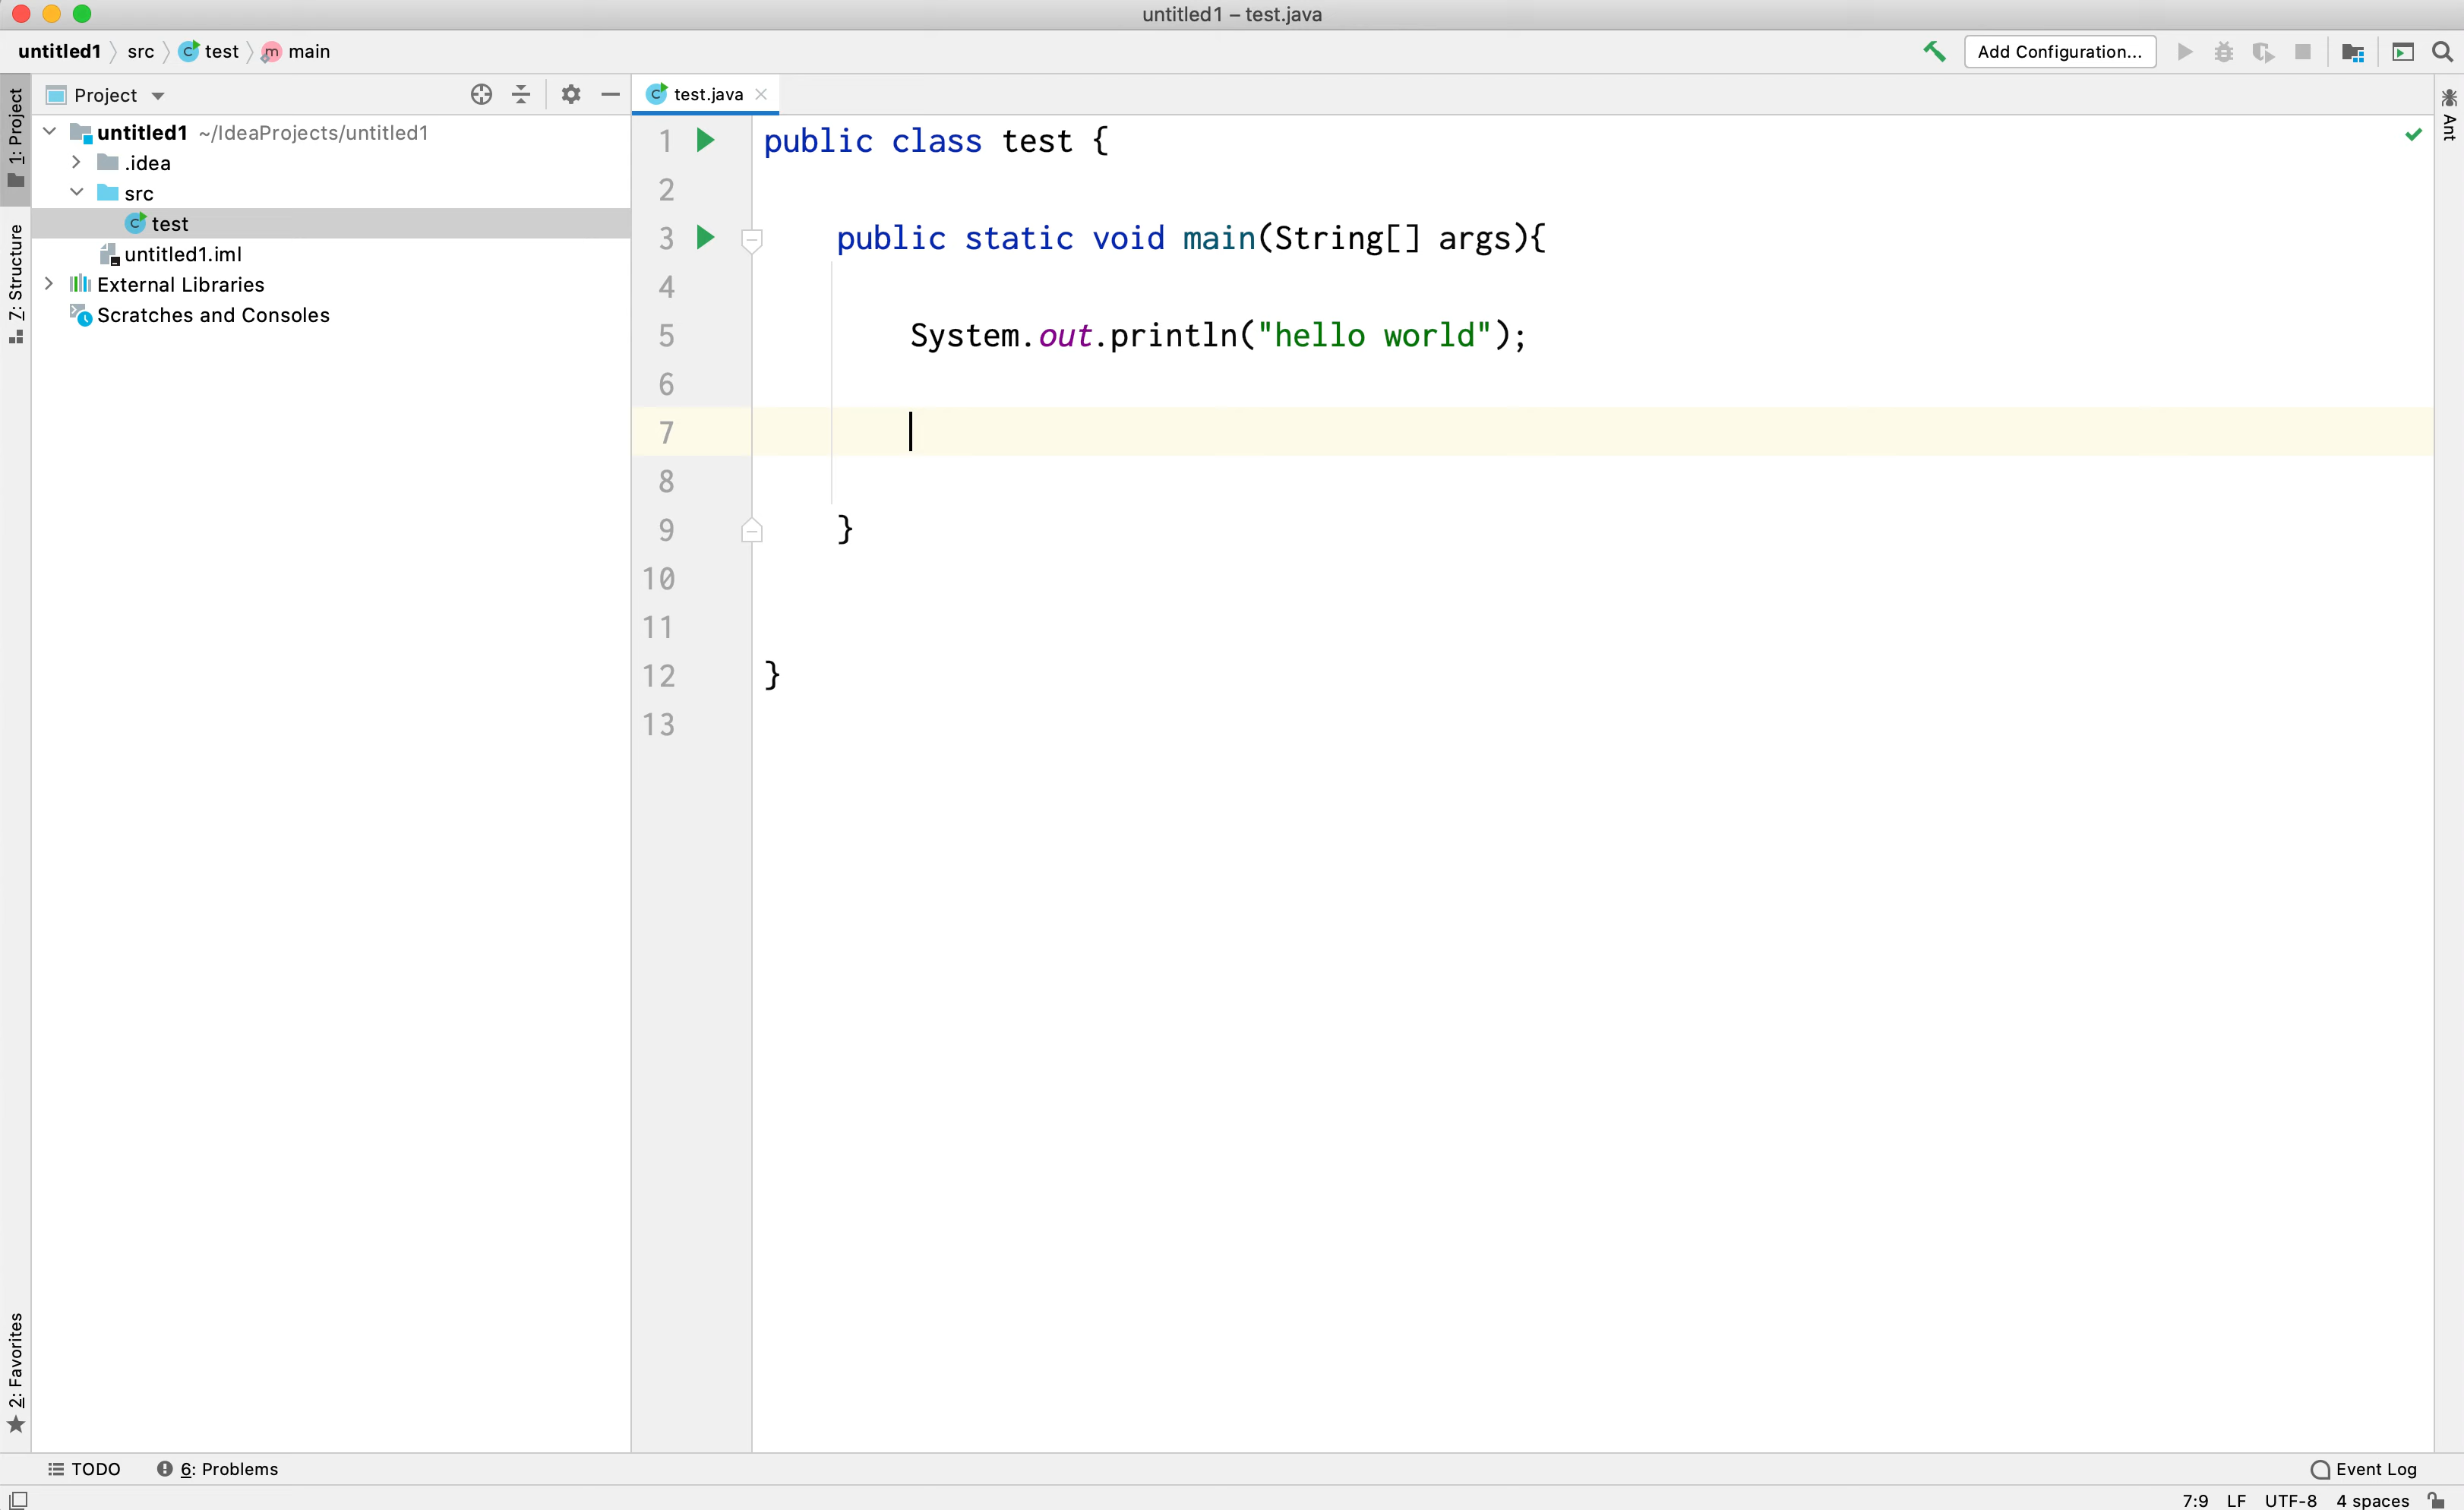 untitled1 – test.java
untitled1 src test main
Add Configuration...
1: Project
7: Structure
2: Favorites
Project
untitled1 ~/IdeaProjects/untitled1
.idea
src
test
untitled1.iml
External Libraries
Scratches and Consoles
test.java
1 public class test {
2
3 public static void main(String[] args){
4
5 System.out.println("hello world");
6
7
8
9 }
10
11
12 }
13
Ant
TODO 6: Problems
Event Log
7:9 LF UTF-8 4 spaces